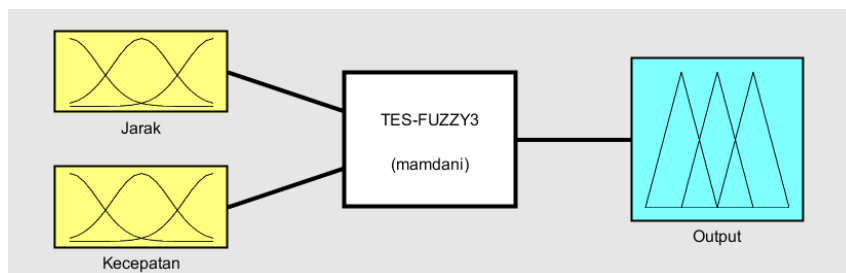 Jarak
Kecepatan
TES-FUZZY3
(mamdani)
Output